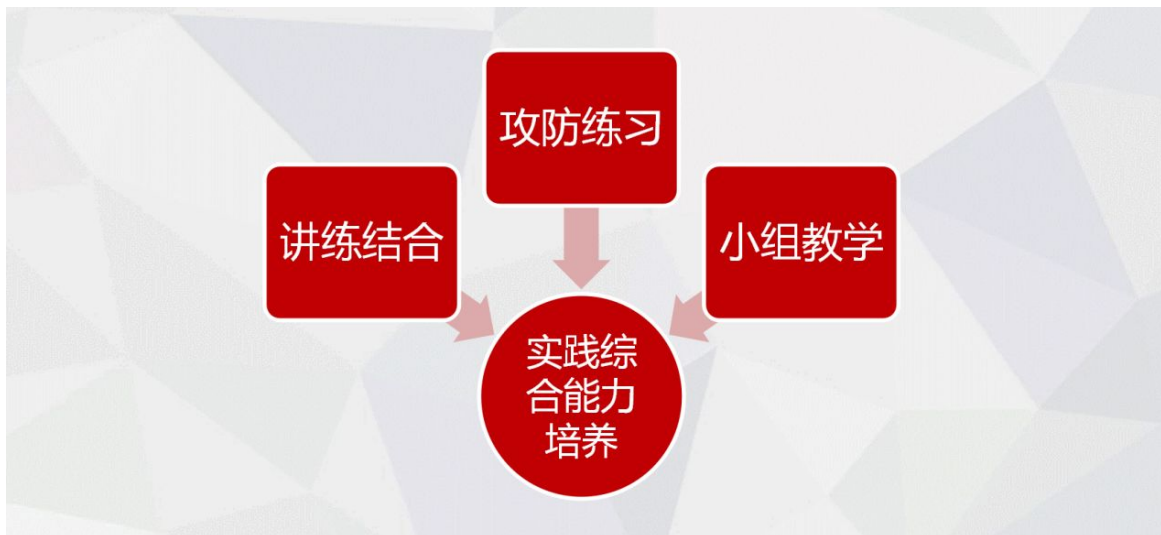 攻防练习
讲练结合
小组教学
实践综
合能力
培养